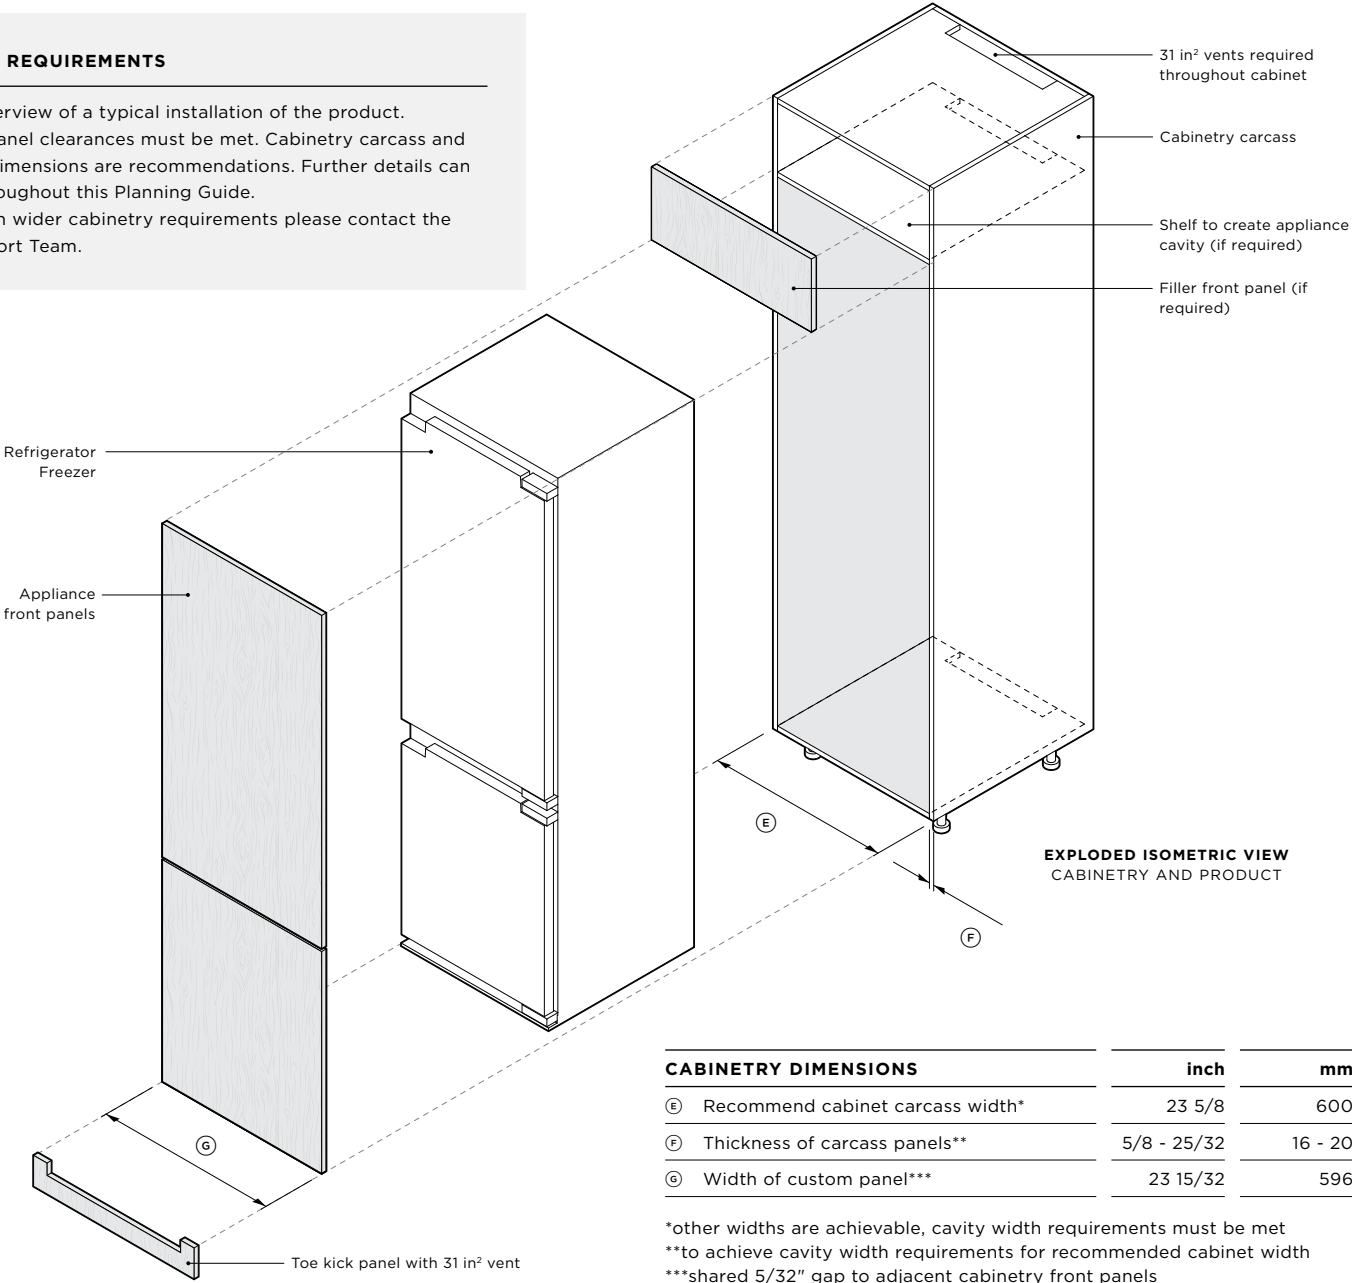 REQUIREMENTS
erview of a typical installation of the product.
anel clearances must be met. Cabinetry carcass and
dimensions are recommendations. Further details can
oughout this Planning Guide.
n wider cabinetry requirements please contact the
ort Team.
31 in² vents required
throughout cabinet
Cabinetry carcass
Shelf to create appliance
cavity (if required)
Filler front panel (if
required)
Refrigerator
Freezer
Appliance
front panels
E
F
EXPLODED ISOMETRIC VIEW
CABINETRY AND PRODUCT
G
Toe kick panel with 31 in² vent
CABINETRY DIMENSIONS inch mm
E Recommend cabinet carcass width* 23 5/8 600
F Thickness of carcass panels** 5/8 - 25/32 16 - 20
G Width of custom panel*** 23 15/32 596
*other widths are achievable, cavity width requirements must be met
**to achieve cavity width requirements for recommended cabinet width
***shared 5/32" gap to adjacent cabinetry front panels